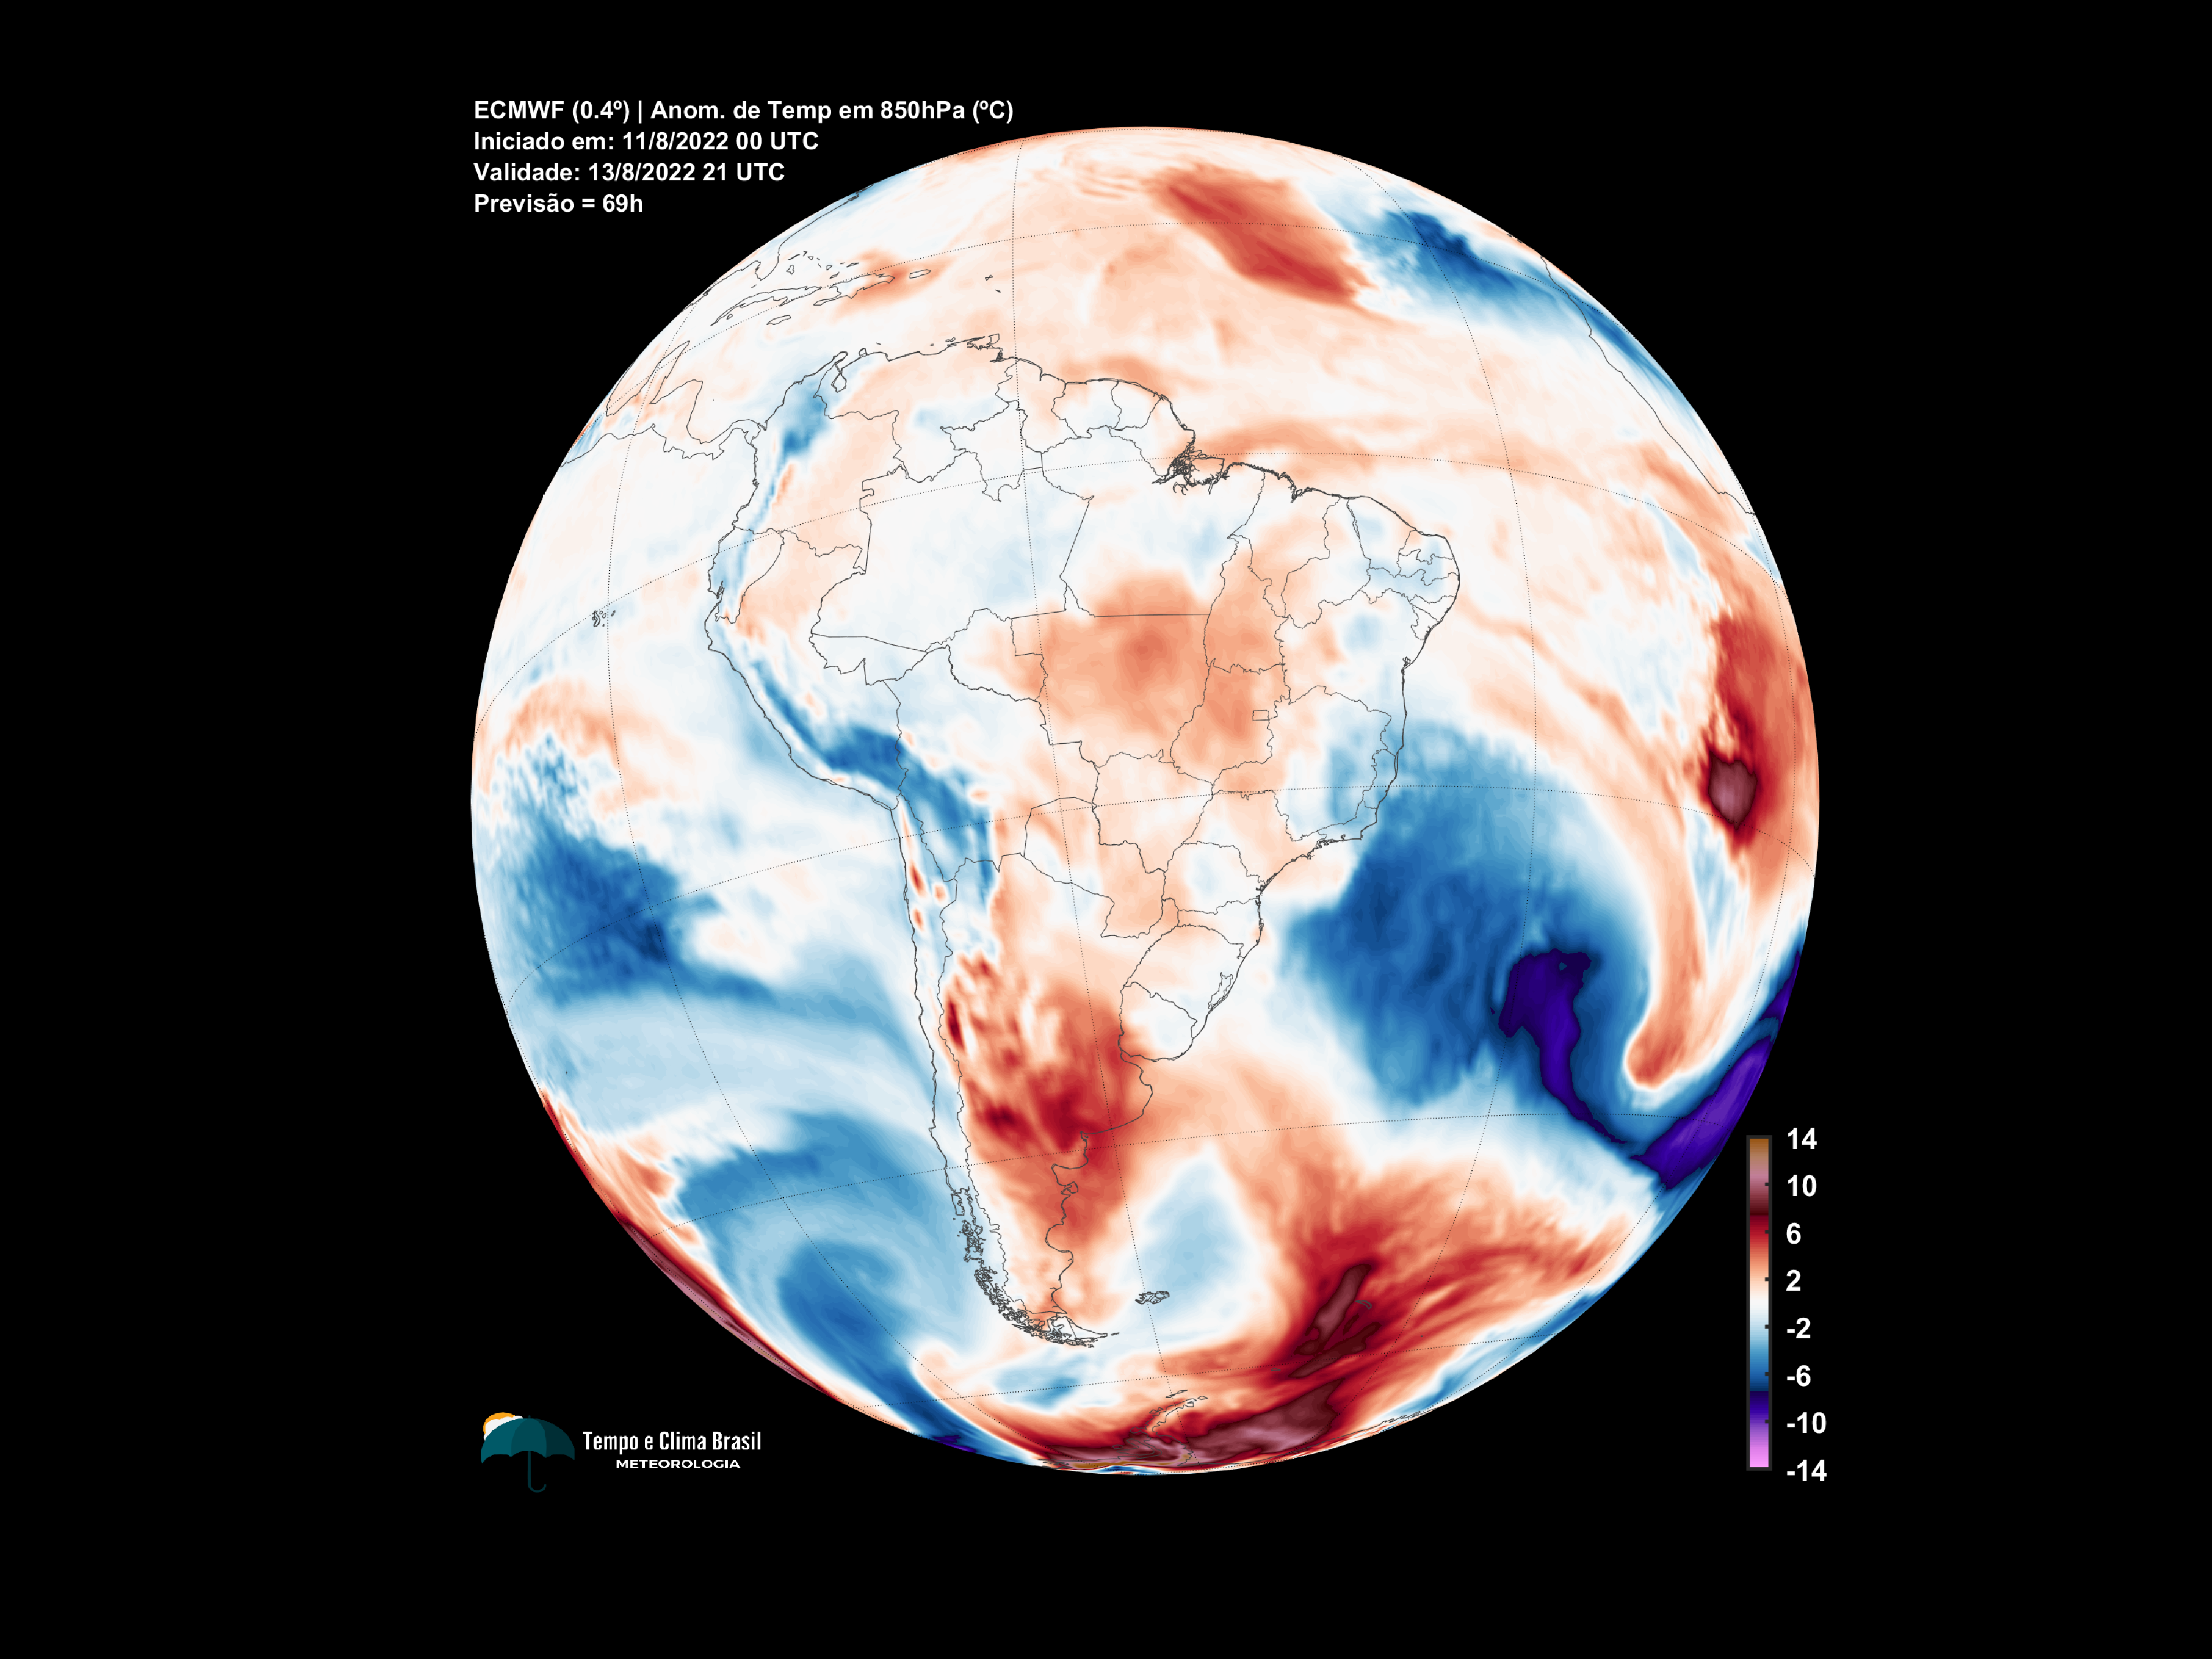 ECMWF (0.4º) | Anom. de Temp em 850hPa (ºC)
Iniciado em: 11/8/2022 00 UTC
Validade: 13/8/2022 21 UTC
Previsão = 69h
14
10
6
2
-2
-6
-10
-14
Tempo e Clima Brasil
METEOROLOGIA